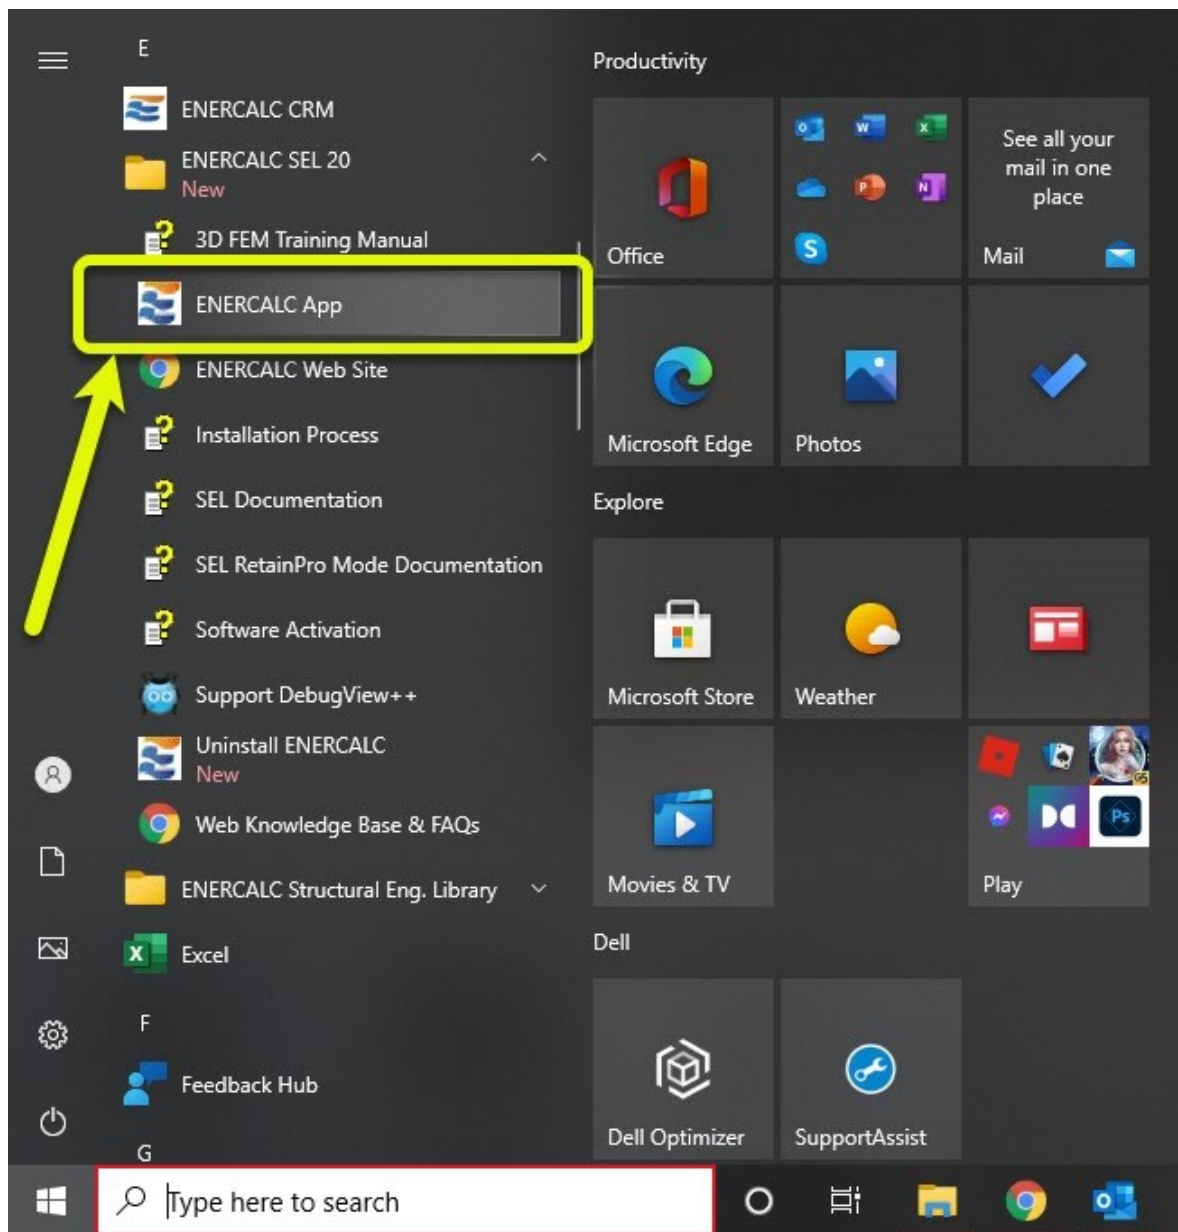 E
ENERCALC CRM
ENERCALC SEL 20
New
3D FEM Training Manual
ENERCALC App
ENERCALC Web Site
Installation Process
SEL Documentation
SEL RetainPro Mode Documentation
Software Activation
Support DebugView++
Uninstall ENERCALC
New
Web Knowledge Base & FAQs
ENERCALC Structural Eng. Library
Excel
F
Feedback Hub
G
Productivity
Office
See all your
mail in one
place
Mail
Microsoft Edge
Photos
Explore
Microsoft Store
Weather
Movies & TV
G5
Ps
Play
Dell
Dell Optimizer
SupportAssist
Type here to search